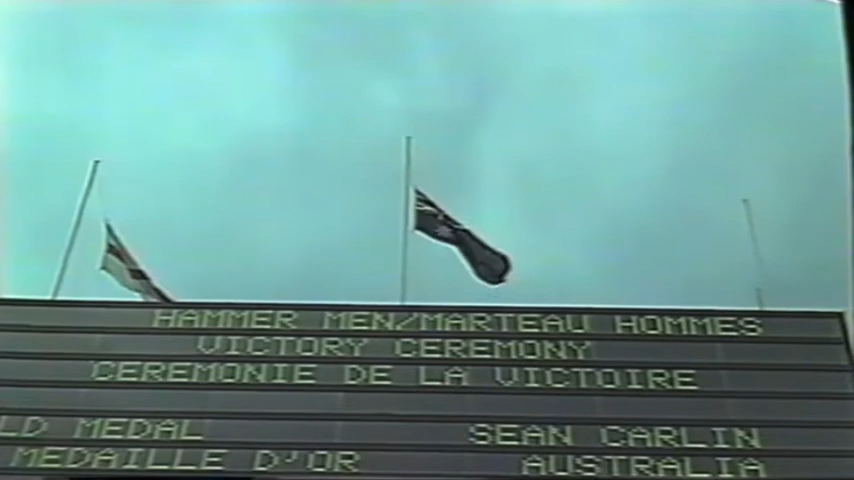 HAMMER MEN/MARTEAU HOMMES
VICTORY CEREMONY
CEREMONIE DE LA VICTOIRE
LD MEDAL SEAN CARLIN
MEDAILLE D'OR AUSTRALIA